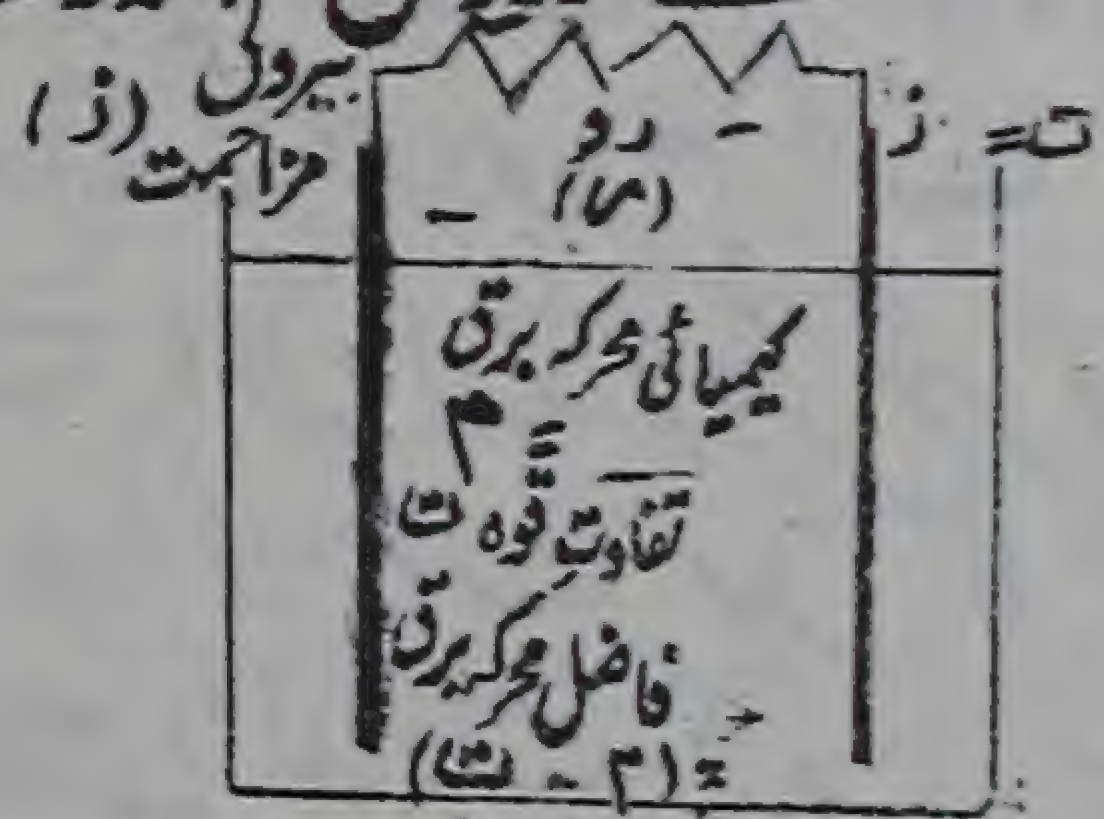 بیرونی
مزاحمت (ذ)
رو
ت = ز
کیمیائی محرکہ برق
= م
تفاوتِ قوہ ت
فاضل محرکہ برق
= (م - ت)